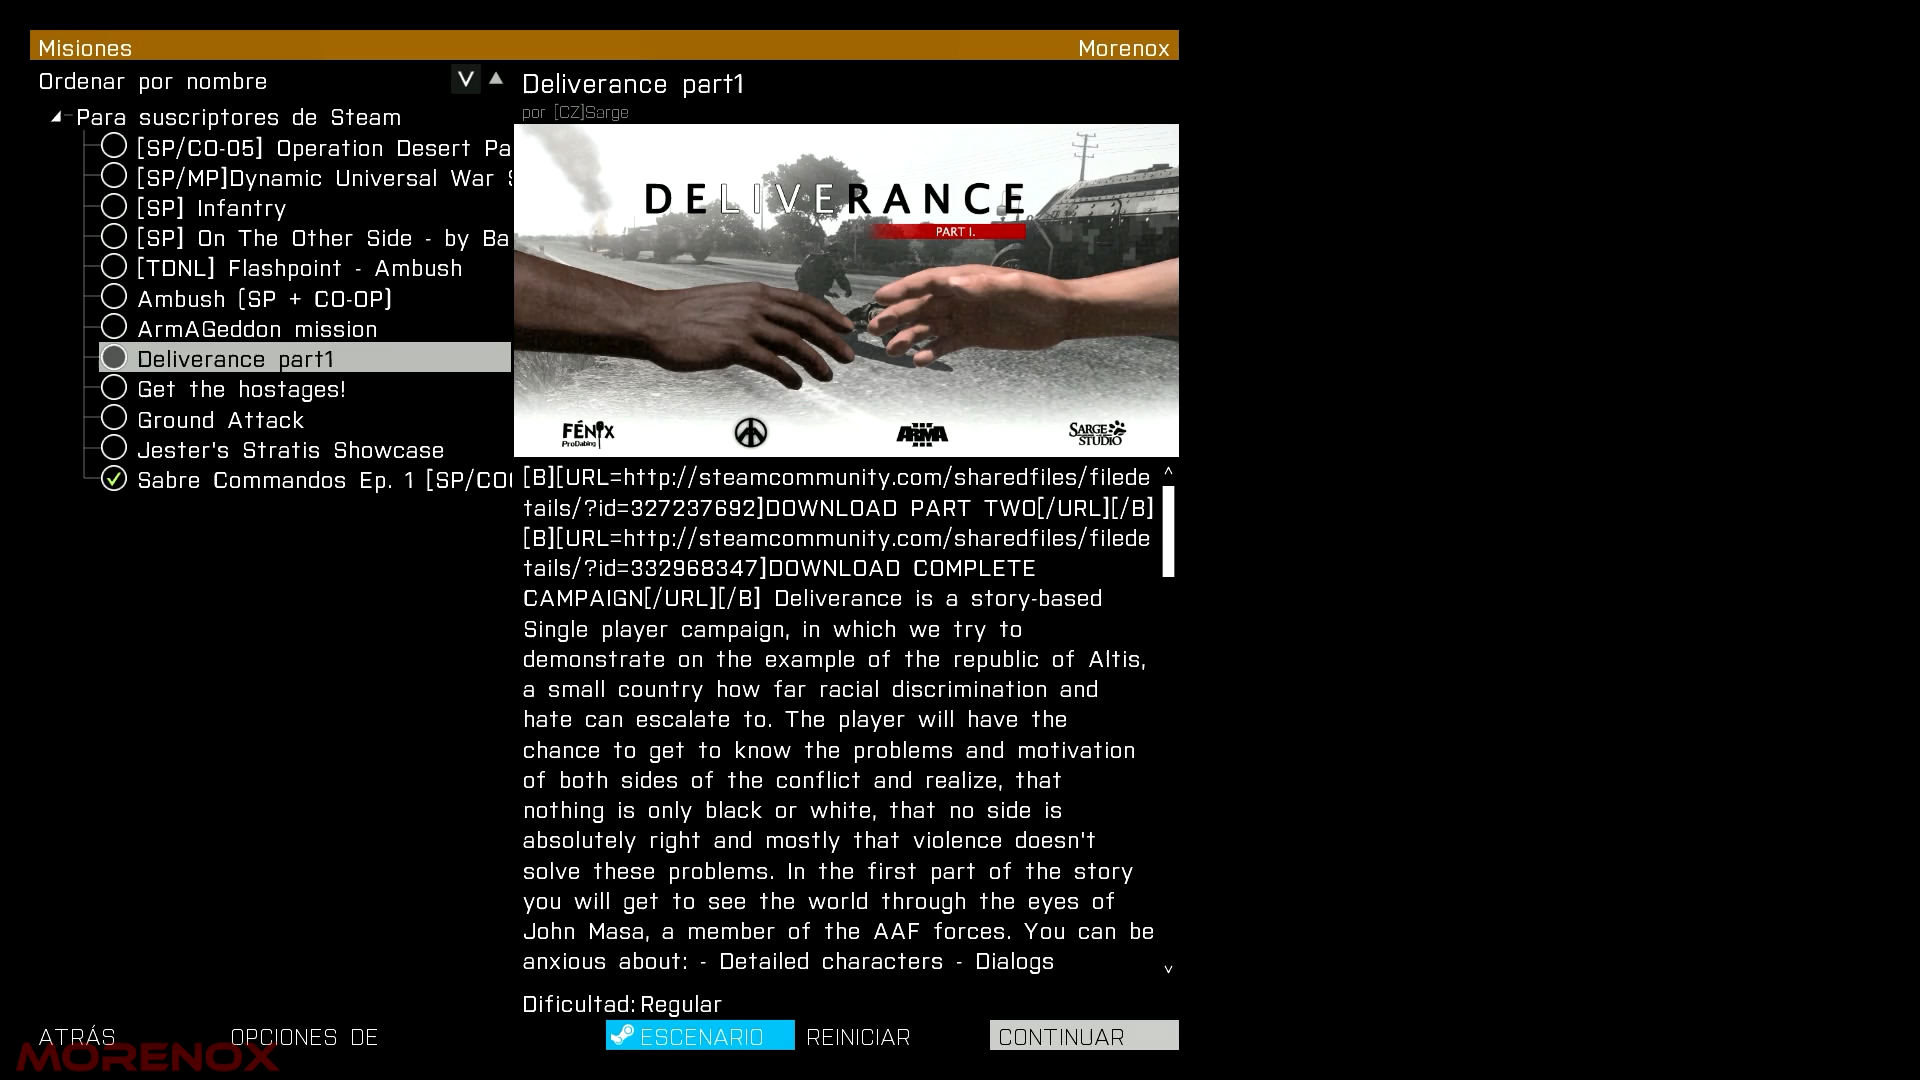 Misiones
Morenox
Ordenar por nombre
Para suscriptores de Steam
[SP/CO-05] Operation Desert Pa
[SP/MP]Dynamic Universal War
[SP] Infantry
[SP] On The Other Side - by Ba
[TDNL] Flashpoint - Ambush
Ambush [SP + CO-OP]
ArmAGeddon mission
Deliverance part1
Get the hostages!
Ground Attack
Jester's Stratis Showcase
Sabre Commandos Ep. 1 [SP/CO
Deliverance part1
por [CZ]Sarge
DELIVERANCE
PART I.
FÉNIX
ProDabing
ARMA
III
SARGE
STUDIO
[B][URL=http://steamcommunity.com/sharedfiles/filede
tails/?id=327237692]DOWNLOAD PART TWO[/URL][/B]
[B][URL=http://steamcommunity.com/sharedfiles/filede
tails/?id=332968347]DOWNLOAD COMPLETE
CAMPAIGN[/URL][/B] Deliverance is a story-based
Single player campaign, in which we try to
demonstrate on the example of the republic of Altis,
a small country how far racial discrimination and
hate can escalate to. The player will have the
chance to get to know the problems and motivation
of both sides of the conflict and realize, that
nothing is only black or white, that no side is
absolutely right and mostly that violence doesn't
solve these problems. In the first part of the story
you will get to see the world through the eyes of
John Masa, a member of the AAF forces. You can be
anxious about: - Detailed characters - Dialogs
Dificultad: Regular
ATRÁS
OPCIONES DE
ESCENARIO
REINICIAR
CONTINUAR
MORENOX